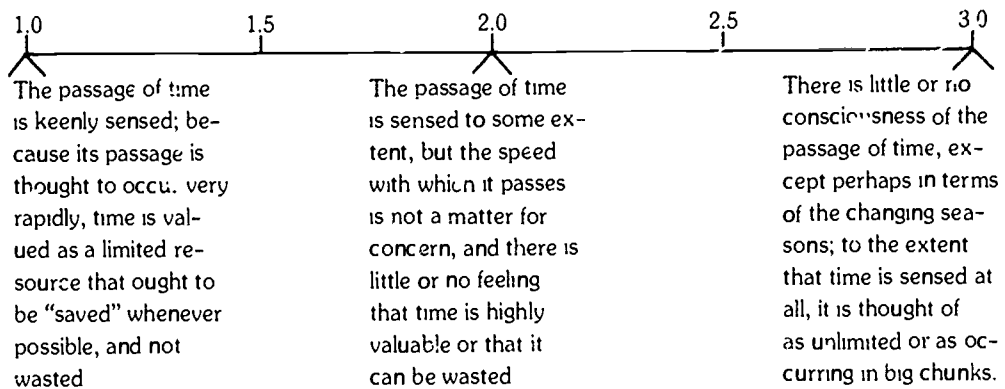 1.0 1.5 2.0 2.5 3 0
The passage of time
is keenly sensed; be-
cause its passage is
thought to occu. very
rapidly, time is val-
ued as a limited re-
source that ought to
be "saved" whenever
possible, and not
wasted
The passage of time
is sensed to some ex-
tent, but the speed
with which it passes
is not a matter for
concern, and there is
little or no feeling
that time is highly
valuable or that it
can be wasted
There is little or no
consciousness of the
passage of time, ex-
cept perhaps in terms
of the changing sea-
sons; to the extent
that time is sensed at
all, it is thought of
as unlimited or as oc-
curring in big chunks.